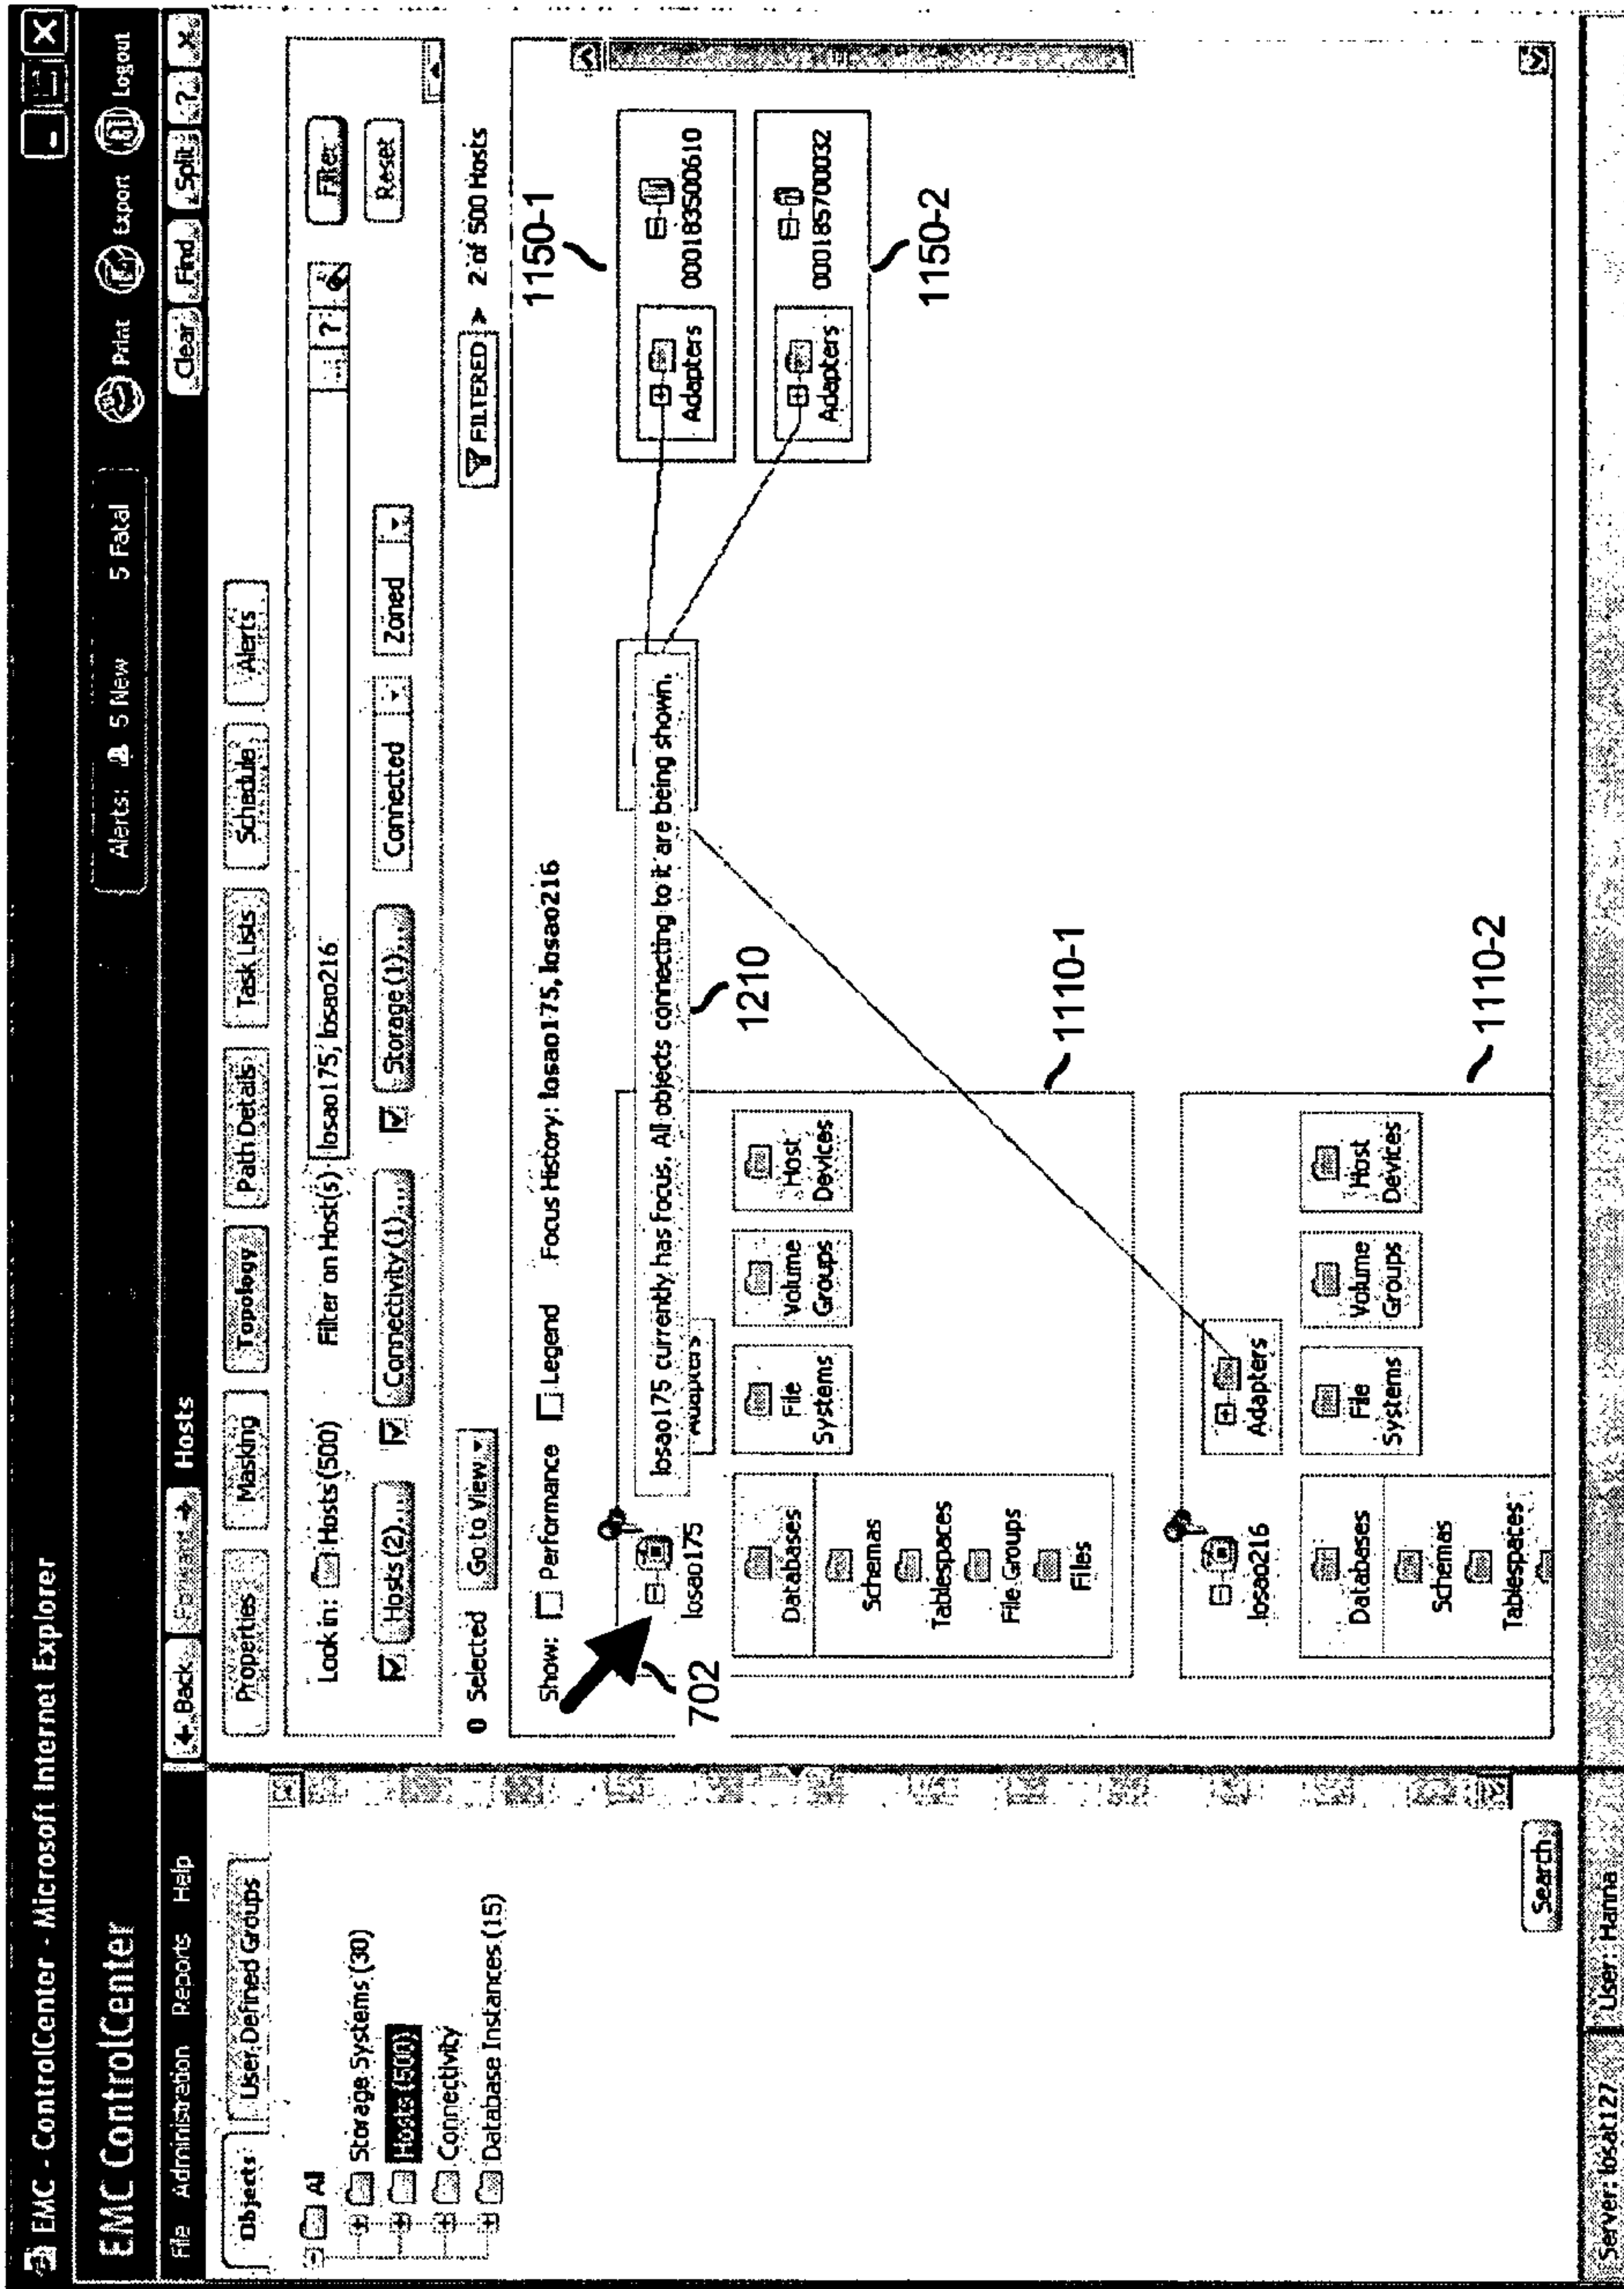 EMC - ControlCenter - Microsoft Internet Explorer
EMC ControlCenter
Alerts: 5 New 5 Fatal
Print Export Logout
File Administration Reports Help
Back Forward Hosts
Clear Find Split ? X
Objects User Defined Groups
All
Storage Systems (30)
Hosts (500)
Connectivity
Database Instances (15)
Search
Properties Masking Topology Path Details Task Lists Schedule Alerts
Look in: Hosts (500) Filter on Host(s) losao175, losao216 ... ? Filter
Hosts (2)... Connectivity (1)... Storage (1)... Connected Zoned Reset
0 Selected Go to View FILTERED 2 of 500 Hosts
Show: Performance Legend Focus History: losao175, losao216
losao175 currently has focus. All objects connecting to it are being shown.
702
losao175
Adapters
1210
Databases
Schemas
Tablespaces
File Groups
Files
File Systems
Volume Groups
Host Devices
1110-1
1150-1
Adapters
000183500610
Adapters
000185700032
1150-2
losao216
Adapters
Databases
Schemas
Tablespaces
File Systems
Volume Groups
Host Devices
1110-2
Server: losat127 User: Hanna